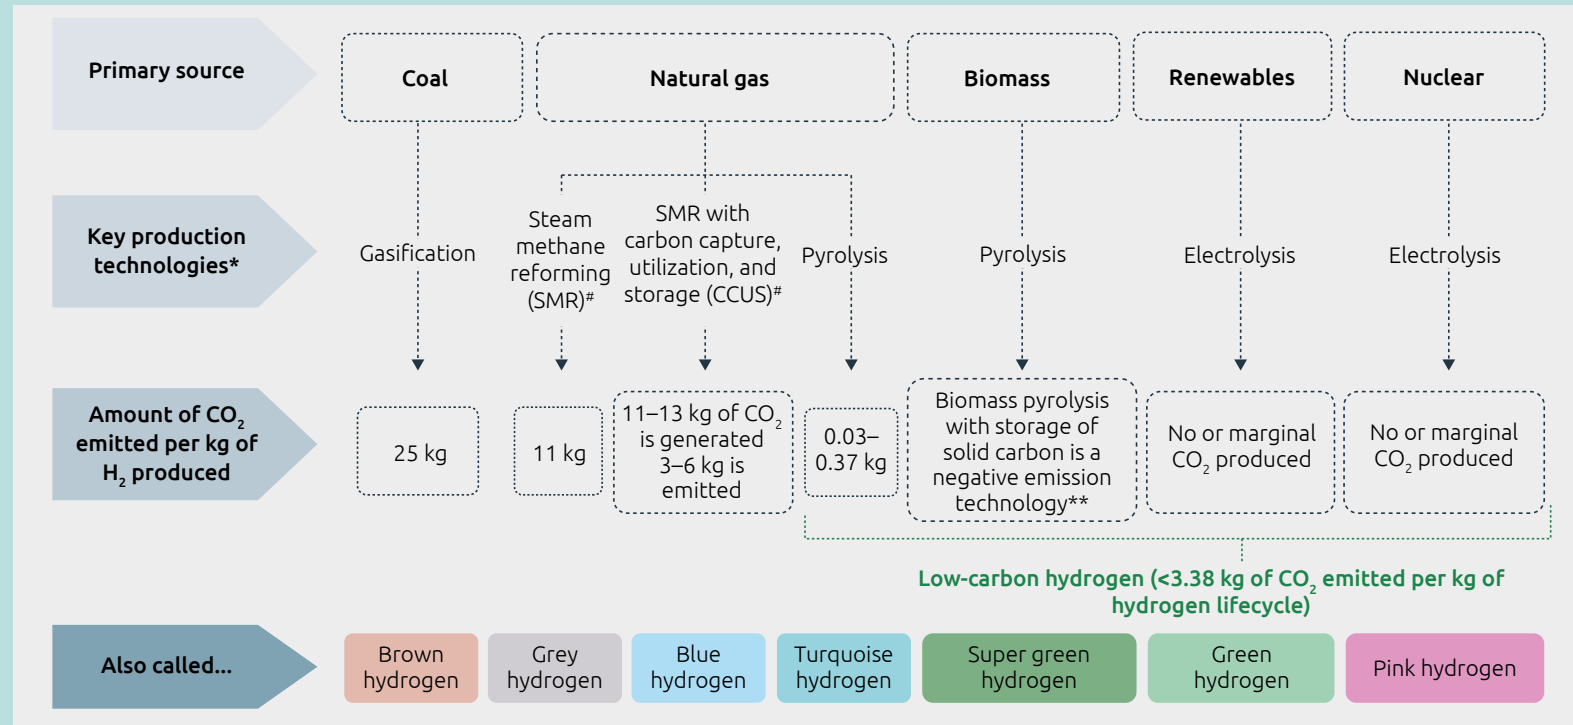 Primary source
Coal
Natural gas
Biomass
Renewables
Nuclear
Key production
technologies*
Gasification
Steam
methane
reforming
(SMR)#
SMR with
carbon capture,
utilization, and
storage (CCUS)#
Pyrolysis
Pyrolysis
Electrolysis
Electrolysis
Amount of CO₂
emitted per kg of
H₂ produced
25 kg
11 kg
11–13 kg of CO₂
is generated
3–6 kg is
emitted
0.03–
0.37 kg
Biomass pyrolysis
with storage of
solid carbon is a
negative emission
technology**
No or marginal
CO₂ produced
No or marginal
CO₂ produced
Low-carbon hydrogen (<3.38 kg of CO₂ emitted per kg of
hydrogen lifecycle)
Also called...
Brown
hydrogen
Grey
hydrogen
Blue
hydrogen
Turquoise
hydrogen
Super green
hydrogen
Green
hydrogen
Pink hydrogen